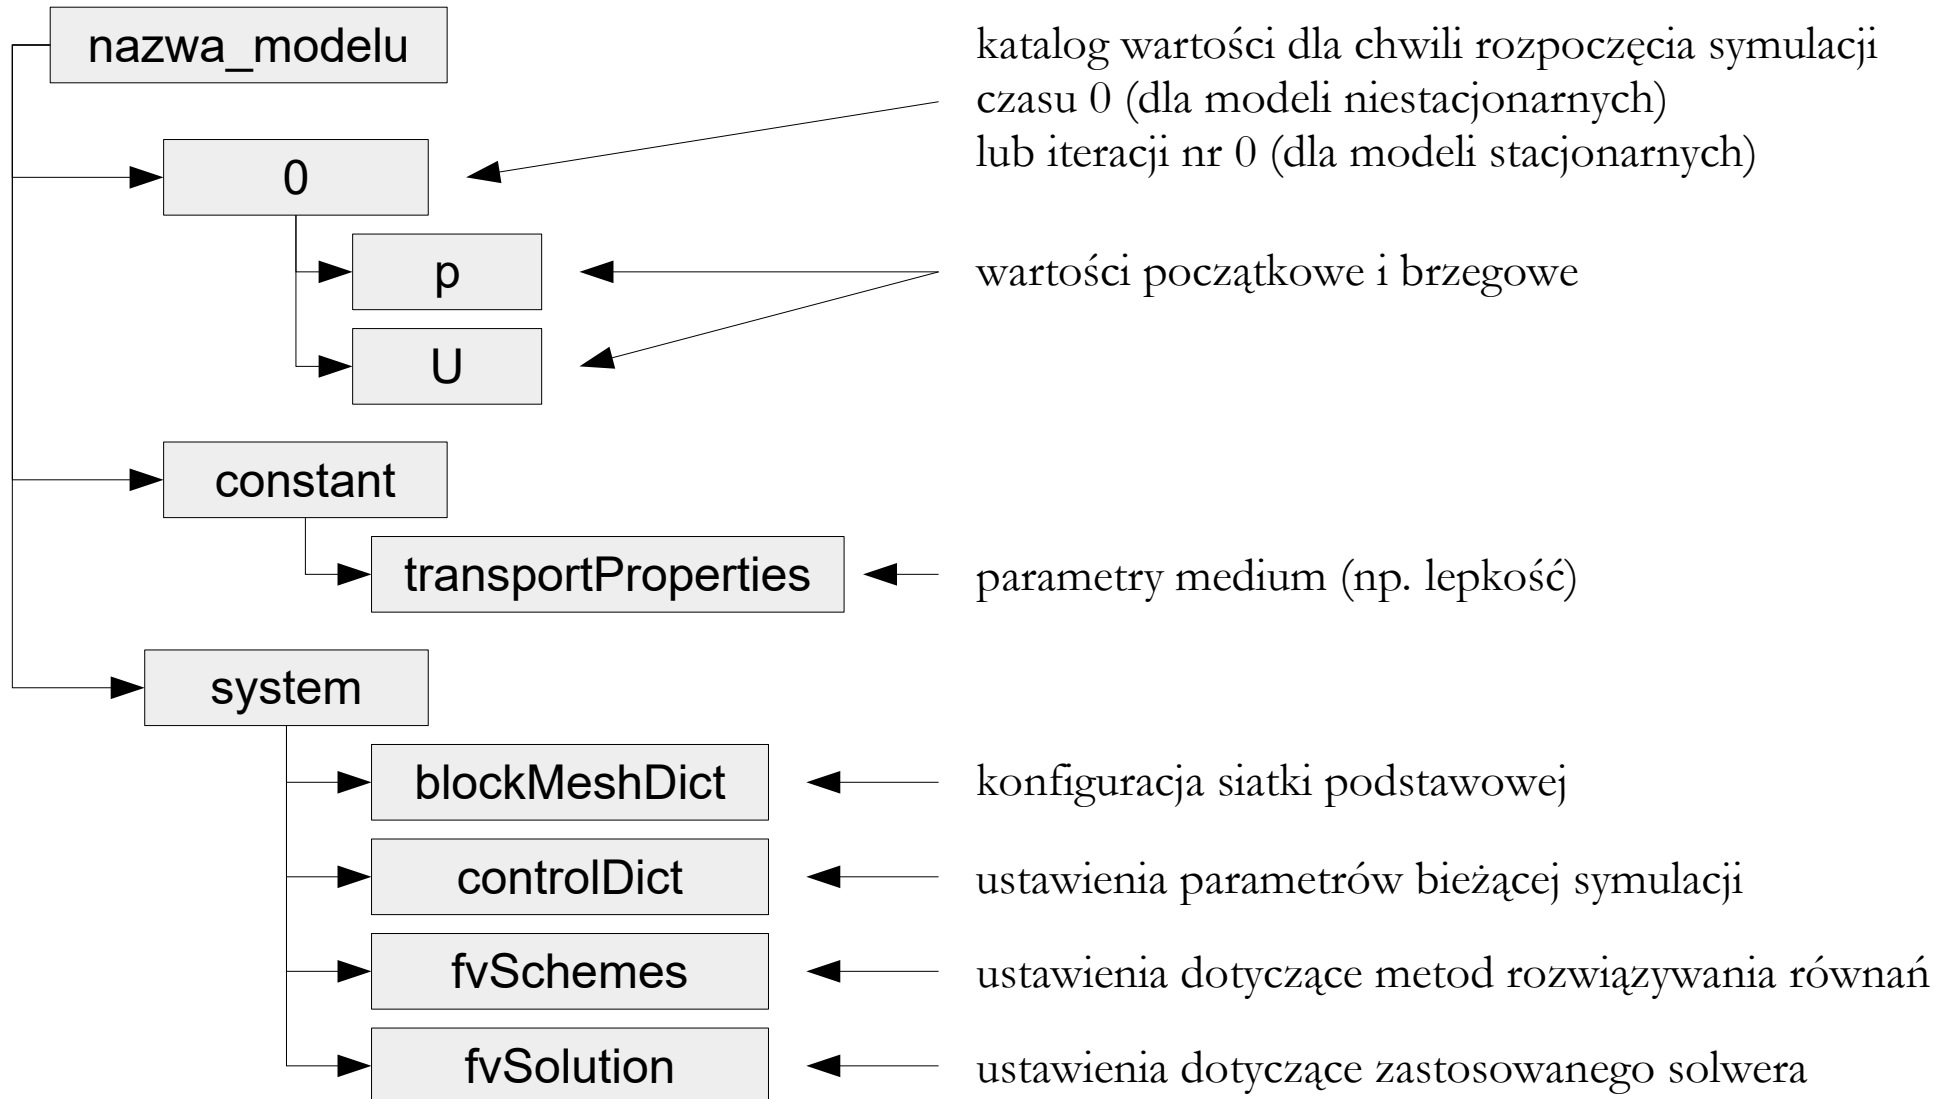 nazwa_modelu
katalog wartości dla chwili rozpoczęcia symulacji
czasu 0 (dla modeli niestacjonarnych)
lub iteracji nr 0 (dla modeli stacjonarnych)
0
p
wartości początkowe i brzegowe
U
constant
transportProperties
parametry medium (np. lepkość)
system
blockMeshDict
konfiguracja siatki podstawowej
controlDict
ustawienia parametrów bieżącej symulacji
fvSchemes
ustawienia dotyczące metod rozwiązywania równań
fvSolution
ustawienia dotyczące zastosowanego solwera